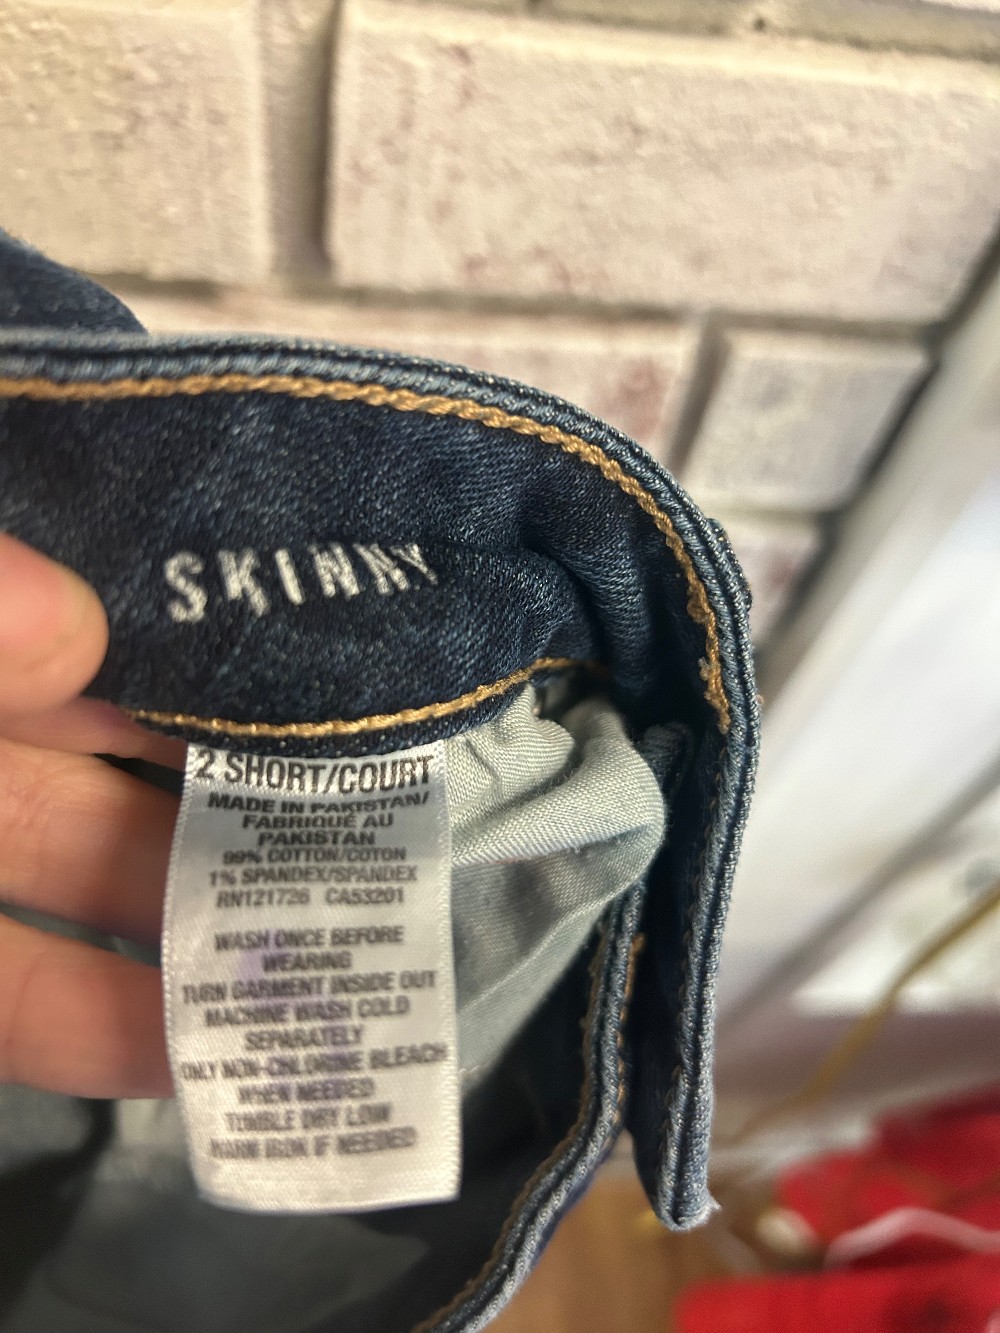 SKINNY
2 SHORT/COURT
MADE IN PAKISTAN/
FABRIQUÉ AU
PAKISTAN
99% COTTON/COTON
1% SPANDEX/SPANDEX
RN121726 CA53201
WASH ONCE BEFORE
WEARING
TURN GARMENT INSIDE OUT
MACHINE WASH COLD
SEPARATELY
ONLY NON-CHLORINE BLEACH
WHEN NEEDED
TUMBLE DRY LOW
WARM IRON IF NEEDED